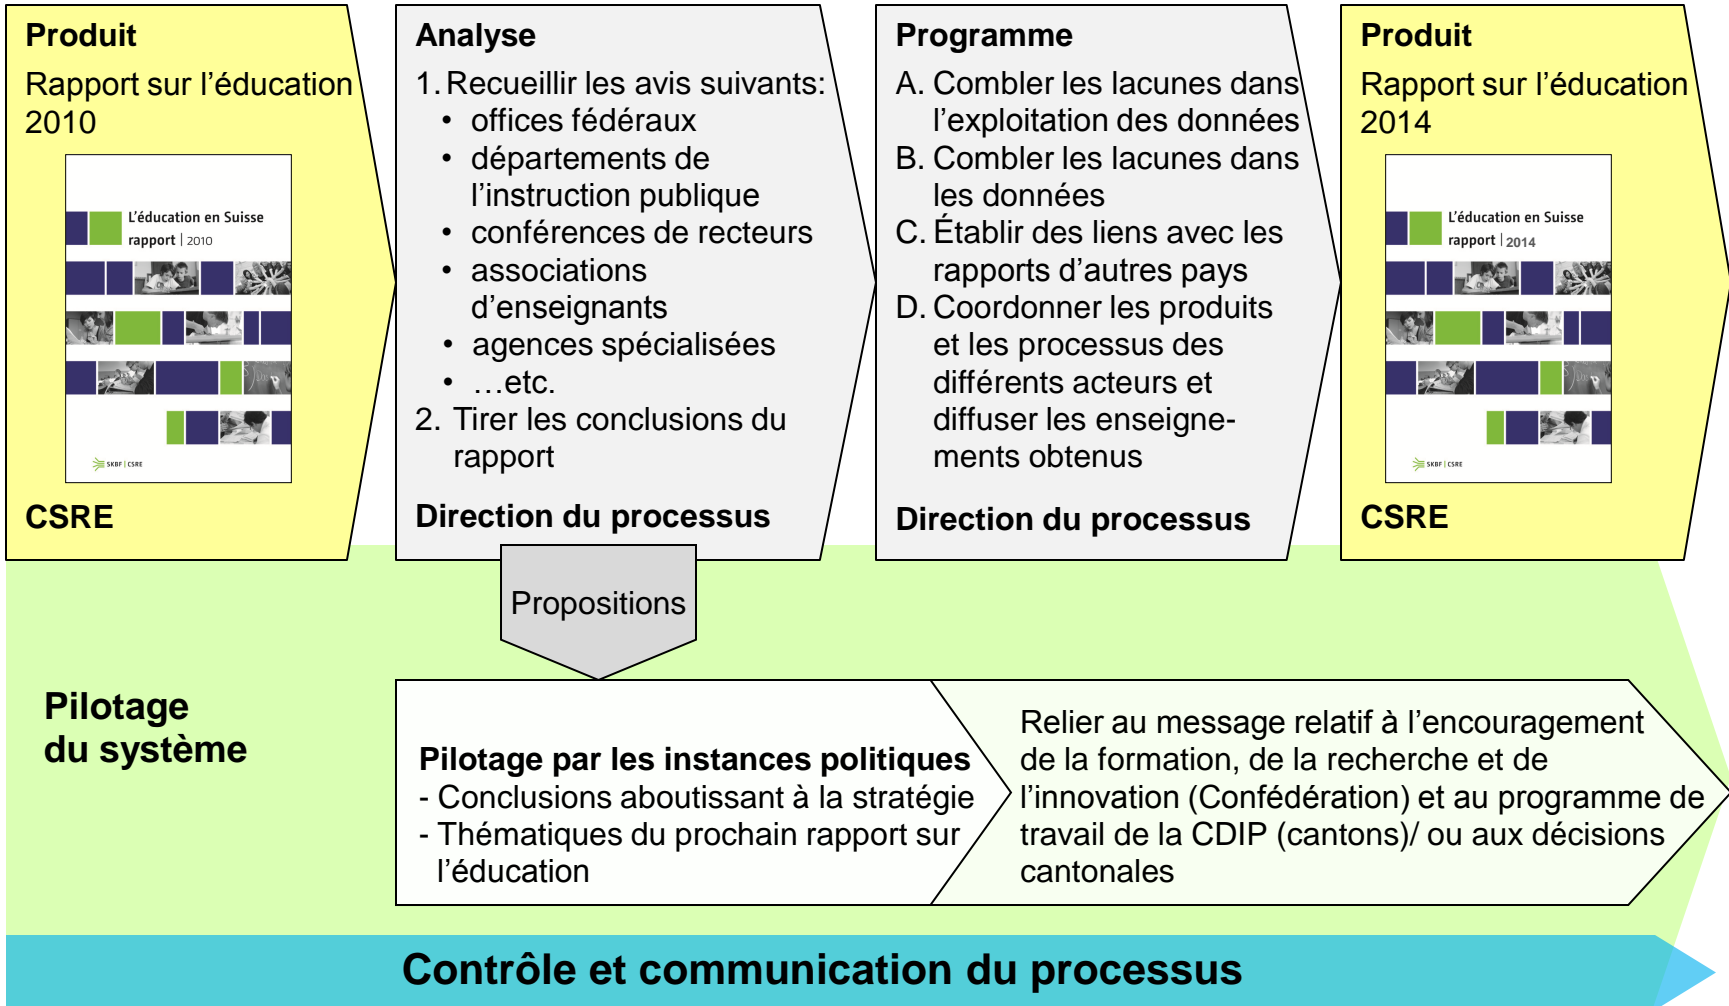 Produit
Rapport sur l’éducation
2010
L’éducation en Suisse
rapport | 2010
SKBF | CSRE
CSRE
Analyse
1. Recueillir les avis suivants:
• offices fédéraux
• départements de
l’instruction publique
• conférences de recteurs
• associations
d’enseignants
• agences spécialisées
• …etc.
2. Tirer les conclusions du
rapport
Direction du processus
Programme
A. Combler les lacunes dans
l’exploitation des données
B. Combler les lacunes dans
les données
C. Établir des liens avec les
rapports d’autres pays
D. Coordonner les produits
et les processus des
différents acteurs et
diffuser les enseigne-
ments obtenus
Direction du processus
Produit
Rapport sur l’éducation
2014
L’éducation en Suisse
rapport | 2014
SKBF | CSRE
CSRE
Propositions
Pilotage
du système
Pilotage par les instances politiques
- Conclusions aboutissant à la stratégie
- Thématiques du prochain rapport sur
l’éducation
Relier au message relatif à l’encouragement
de la formation, de la recherche et de
l’innovation (Confédération) et au programme de
travail de la CDIP (cantons)/ ou aux décisions
cantonales
Contrôle et communication du processus